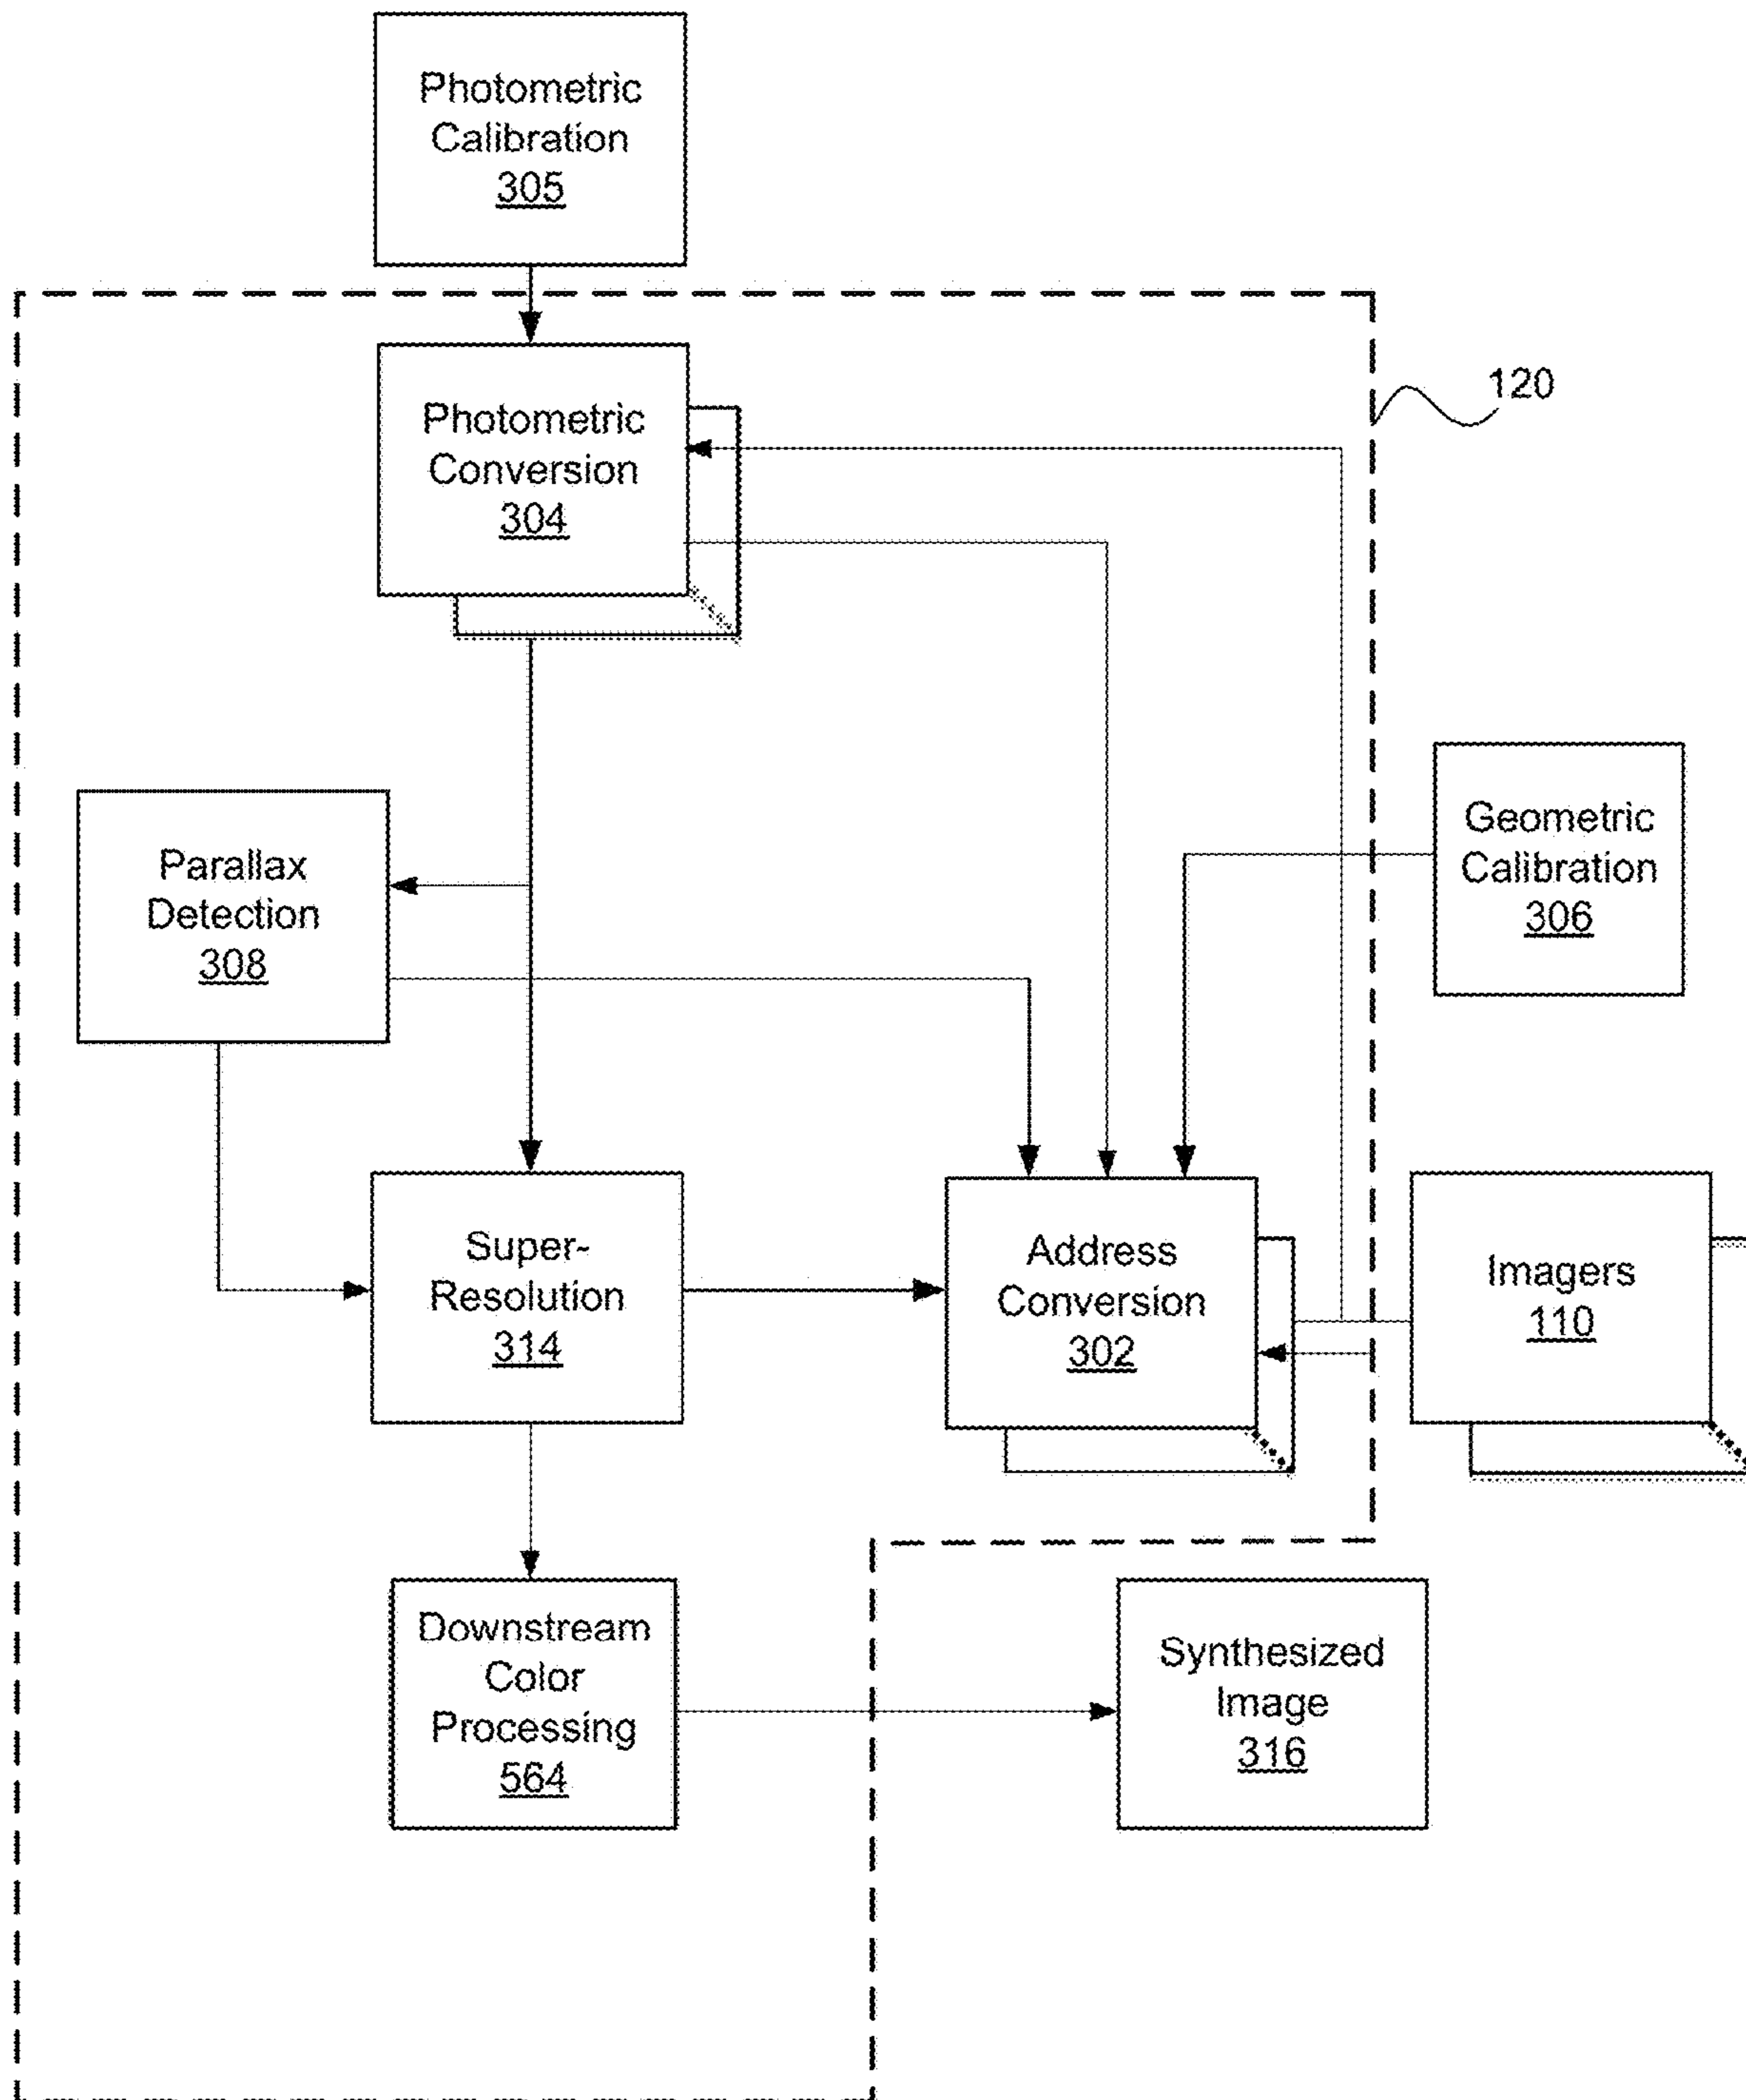 Photometric
Calibration
305
120
Photometric
Conversion
304
Geometric
Calibration
306
Parallax
Detection
308
Super-
Resolution
314
Address
Conversion
302
Imagers
110
Downstream
Color
Processing
564
Synthesized
Image
316